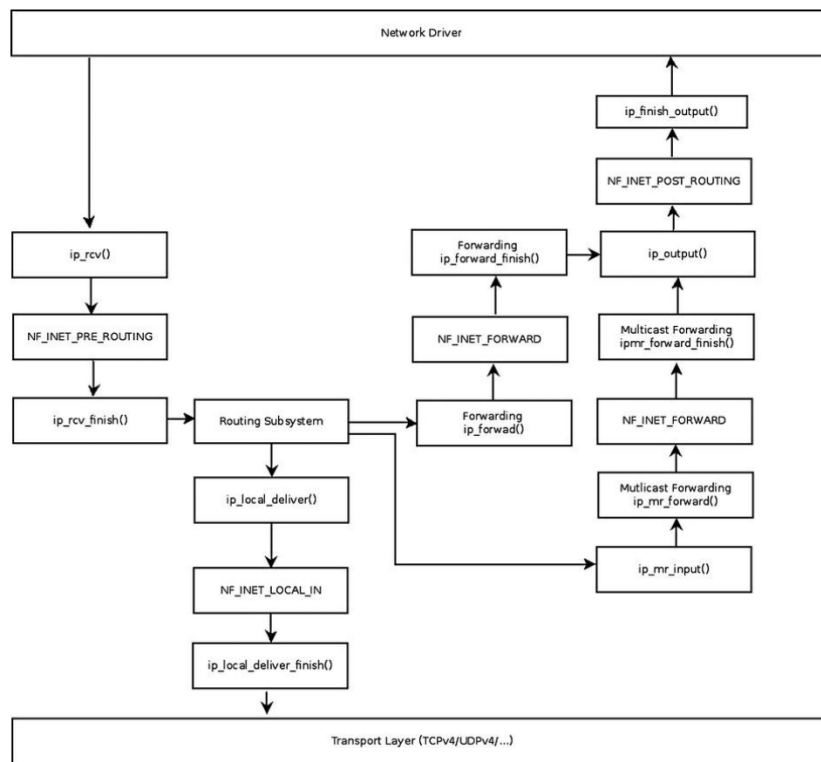 Network Driver
ip_finish_output()
NF_INET_POST_ROUTING
ip_rcv()
Forwarding
ip_forward_finish()
ip_output()
NF_INET_PRE_ROUTING
NF_INET_FORWARD
Multicast Forwarding
ipmr_forward_finish()
ip_rcv_finish()
Routing Subsystem
Forwarding
ip_forwad()
NF_INET_FORWARD
ip_local_deliver()
Mutlicast Forwarding
ip_mr_forward()
ip_mr_input()
NF_INET_LOCAL_IN
ip_local_deliver_finish()
Transport Layer (TCPv4/UDPv4/...)